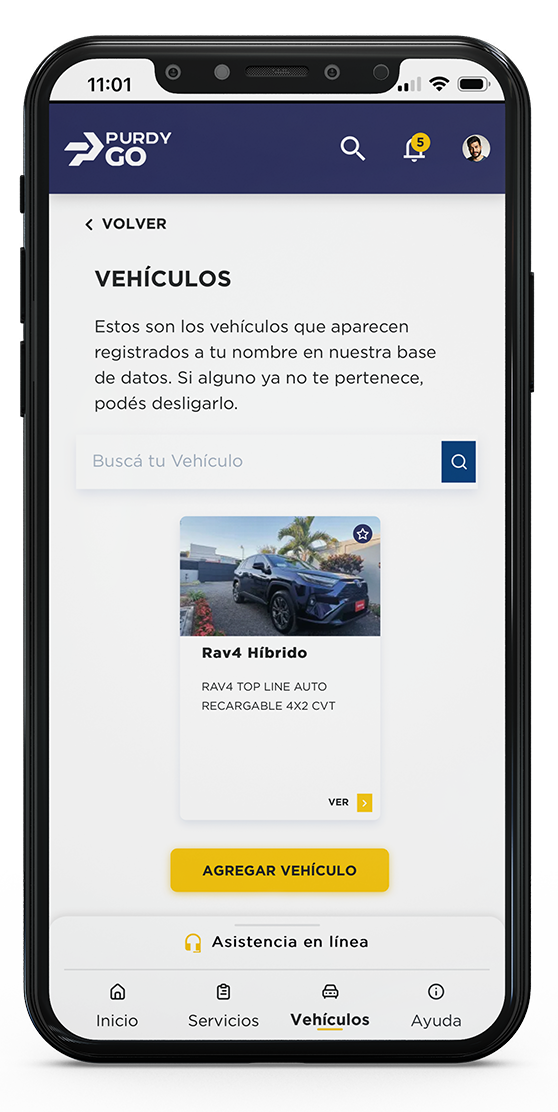 11:01
PURDY
GO
5
VOLVER
VEHÍCULOS
Estos son los vehículos que aparecen
registrados a tu nombre en nuestra base
de datos. Si alguno ya no te pertenece,
podés desligarlo.
Buscá tu Vehículo
Rav4 Híbrido
RAV4 TOP LINE AUTO
RECARGABLE 4X2 CVT
VER
AGREGAR VEHÍCULO
Asistencia en línea
Inicio
Servicios
Vehículos
Ayuda